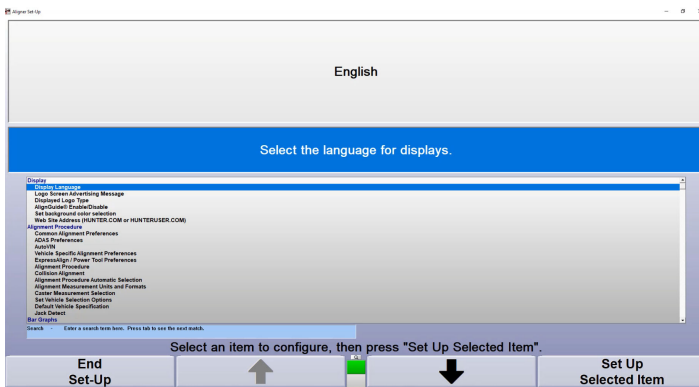 Aligner Set-Up
English
Select the language for displays.
Display
Display Language
Logo Screen Advertising Message
Displayed Logo Type
AlignGuide® Enable/Disable
Set background color selection
Web Site Address (HUNTER.COM or HUNTERUSER.COM)
Alignment Procedure
Common Alignment Preferences
ADAS Preferences
AutoVIN
Vehicle Specific Alignment Preferences
ExpressAlign / Power Tool Preferences
Alignment Procedure
Collision Alignment
Alignment Procedure Automatic Selection
Alignment Measurement Units and Formats
Caster Measurement Selection
Set Vehicle Selection Options
Default Vehicle Specification
Jack Detect
Bar Graphs
Search - Enter a search term here. Press tab to see the next match.
Select an item to configure, then press "Set Up Selected Item".
End
Set-Up
Set Up
Selected Item